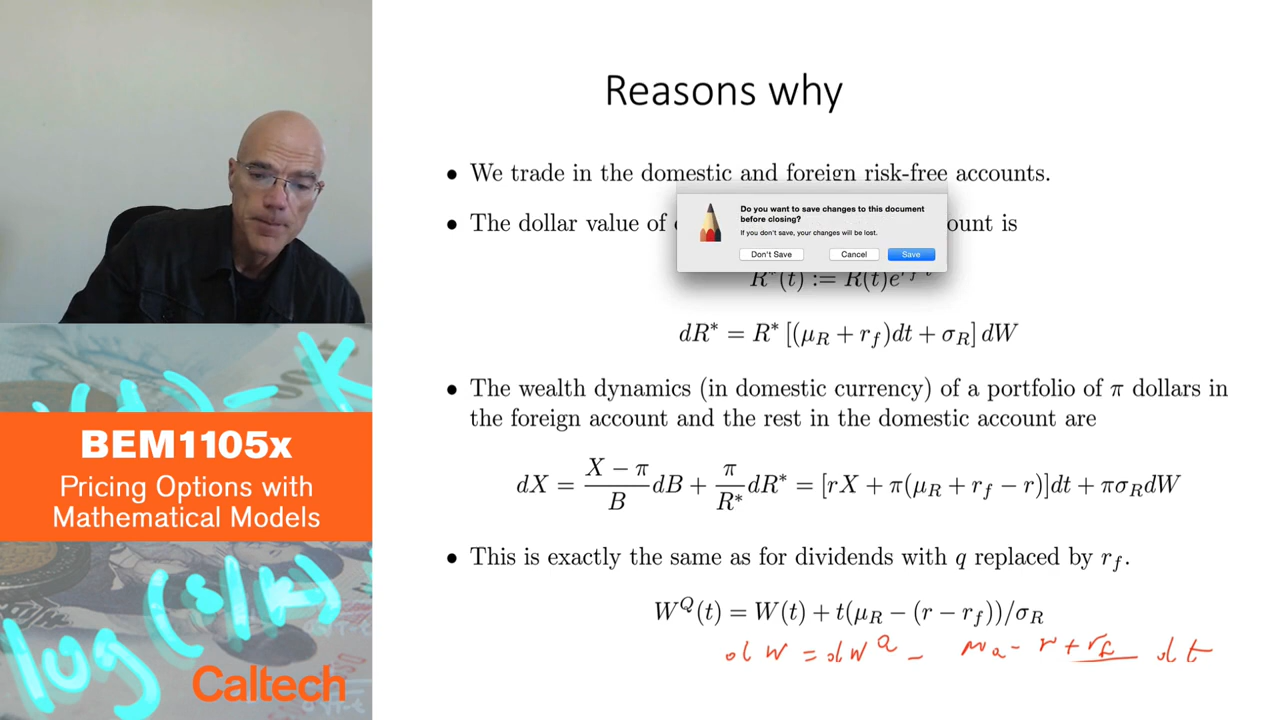 Reasons why
• We trade in the domestic and foreign risk-free accounts.
• The dollar value of
ount is
Do you want to save changes to this document
before closing?
If you don't save, your changes will be lost.
Don't Save
Cancel
Save
R*(t) := R(t)e^{r_f t}
dR* = R* [(μ_R + r_f)dt + σ_R] dW
• The wealth dynamics (in domestic currency) of a portfolio of π dollars in
the foreign account and the rest in the domestic account are
dX = \frac{X − π}{B} dB + \frac{π}{R*} dR* = [rX + π(μ_R + r_f − r)]dt + πσ_R dW
• This is exactly the same as for dividends with q replaced by r_f.
W^Q(t) = W(t) + t(μ_R − (r − r_f))/σ_R
dW = dW^Q − μ_R − r + r_f dt
− K
BEM1105x
Pricing Options with
Mathematical Models
log (s/k)
Caltech